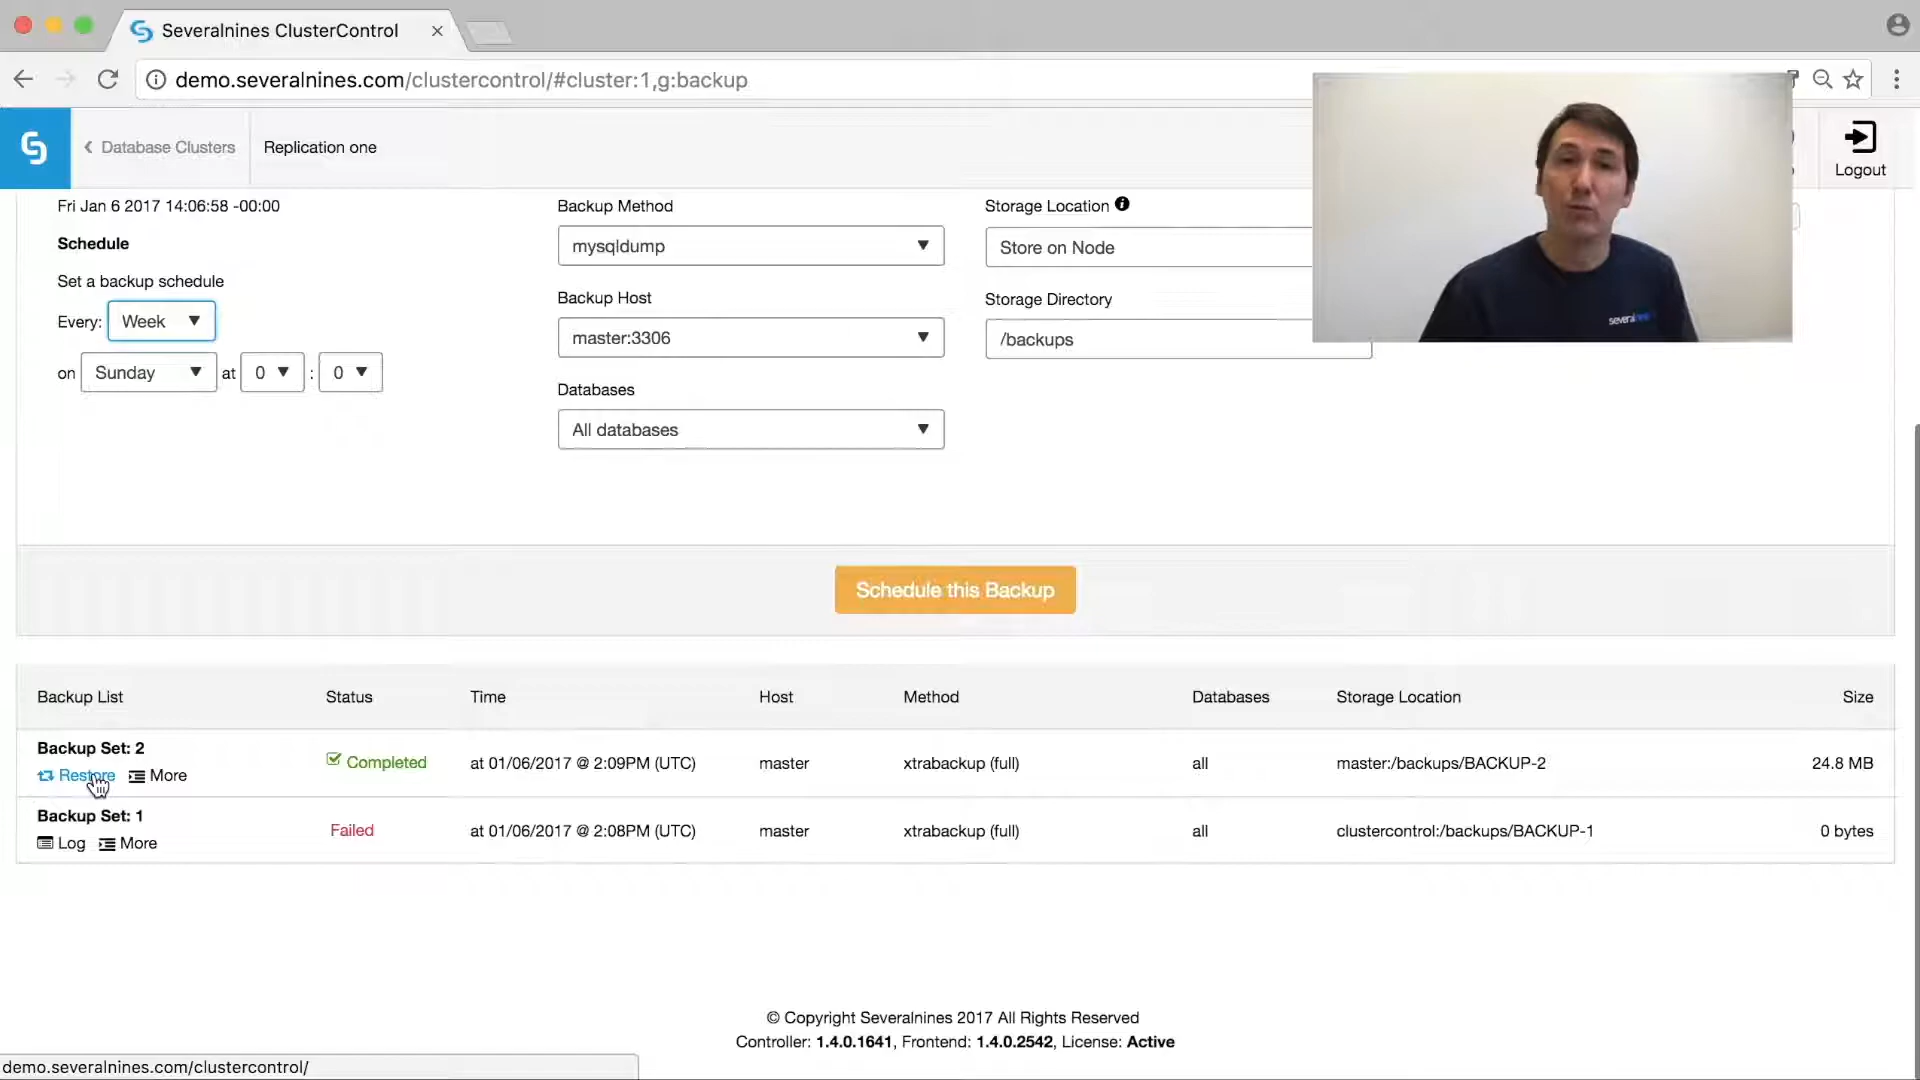 Severalnines ClusterControl
demo.severalnines.com/clustercontrol/#cluster:1,g:backup
Database Clusters
Replication one
Logout
Fri Jan 6 2017 14:06:58 -00:00
Schedule
Set a backup schedule
Every: Week
on Sunday at 0 : 0
Backup Method
mysqldump
Backup Host
master:3306
Databases
All databases
Storage Location
Store on Node
Storage Directory
/backups
Schedule this Backup
Backup List Status Time Host Method Databases Storage Location Size
Backup Set: 2
Restore More
Completed at 01/06/2017 @ 2:09PM (UTC) master xtrabackup (full) all master:/backups/BACKUP-2 24.8 MB
Backup Set: 1
Log More
Failed at 01/06/2017 @ 2:08PM (UTC) master xtrabackup (full) all clustercontrol:/backups/BACKUP-1 0 bytes
© Copyright Severalnines 2017 All Rights Reserved
Controller: 1.4.0.1641, Frontend: 1.4.0.2542, License: Active
demo.severalnines.com/clustercontrol/